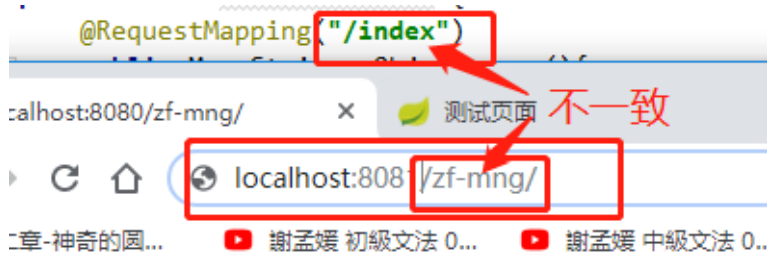 @RequestMapping("/index")
calhost:8080/zf-mng/ × 测试页面 不一致
localhost:8081/zf-mng/
二章-神奇的圆... 謝孟媛 初級文法 0... 謝孟媛 中級文法 0...